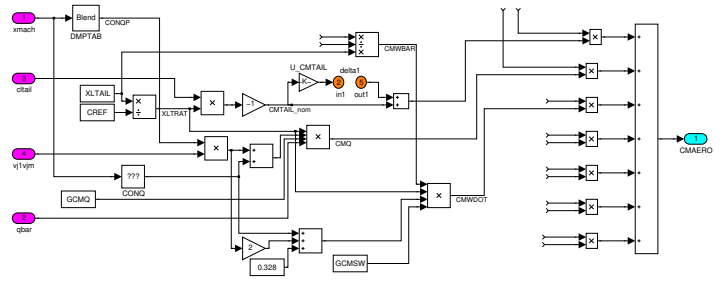 1
xmach
Blend
DMPTAB
CONQP
×
÷
×
CMWBAR
×
+
U_CMTAIL
K--
delta1
2
in1
5
out1
+
+
×
+
3
cltail
XLTAIL
CREF
×
÷
XLTRAT
×
-1
CMTAIL_nom
×
+
1
CMAERO
4
vj1vjm
×
+
+
×
CMQ
×
+
???
CONQ
GCMQ
×
CMWDOT
×
+
2
qbar
2
+
+
+
×
+
0.328
GCMSW
×
+